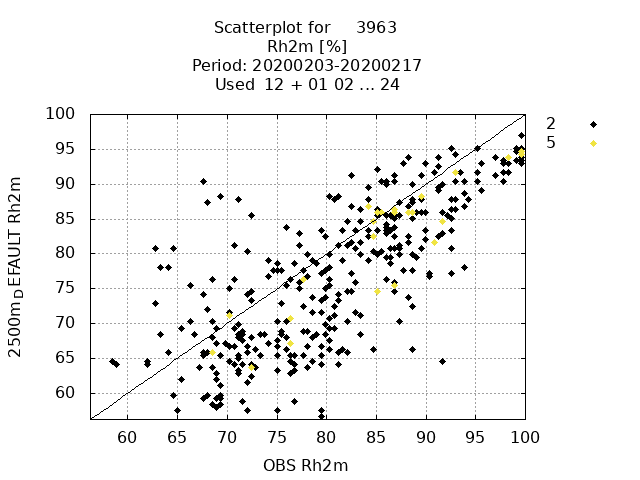 Scatterplot for 3963
Rh2m [%]
Period: 20200203-20200217
Used 12 + 01 02 ... 24
100
95
90
85
80
75
70
65
60
2500m_DEFAULT Rh2m
60 65 70 75 80 85 90 95 100
OBS Rh2m
2
5